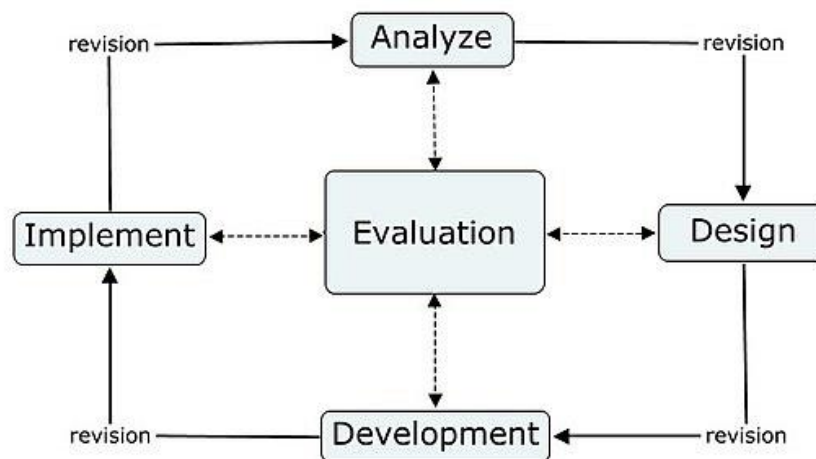 Analyze
revision
revision
Implement
Evaluation
Design
revision
Development
revision